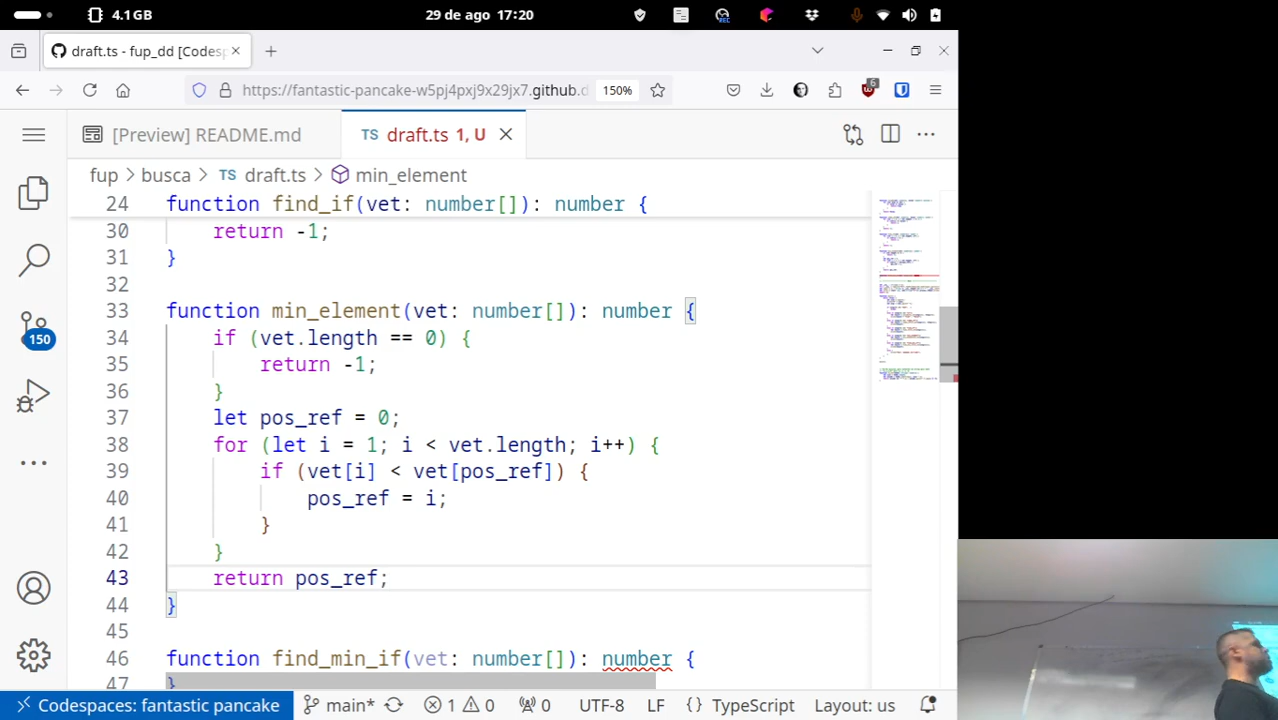 4.1GB
29 de ago 17:20
REC
draft.ts - fup_dd [Codesp
https://fantastic-pancake-w5pj4pxj9x29jx7.github.d
150%
6
[Preview] README.md
TS draft.ts 1, U
fup > busca > TS draft.ts > min_element
24 function find_if(vet: number[]): number {
30 return -1;
31 }
32
33 function min_element(vet: number[]): number {
34 if (vet.length == 0) {
35 return -1;
36 }
37 let pos_ref = 0;
38 for (let i = 1; i < vet.length; i++) {
39 if (vet[i] < vet[pos_ref]) {
40 pos_ref = i;
41 }
42 }
43 return pos_ref;
44 }
45
46 function find_min_if(vet: number[]): number {
47 }
150
Codespaces: fantastic pancake
main*
1 0
0
UTF-8
LF
{ } TypeScript
Layout: us